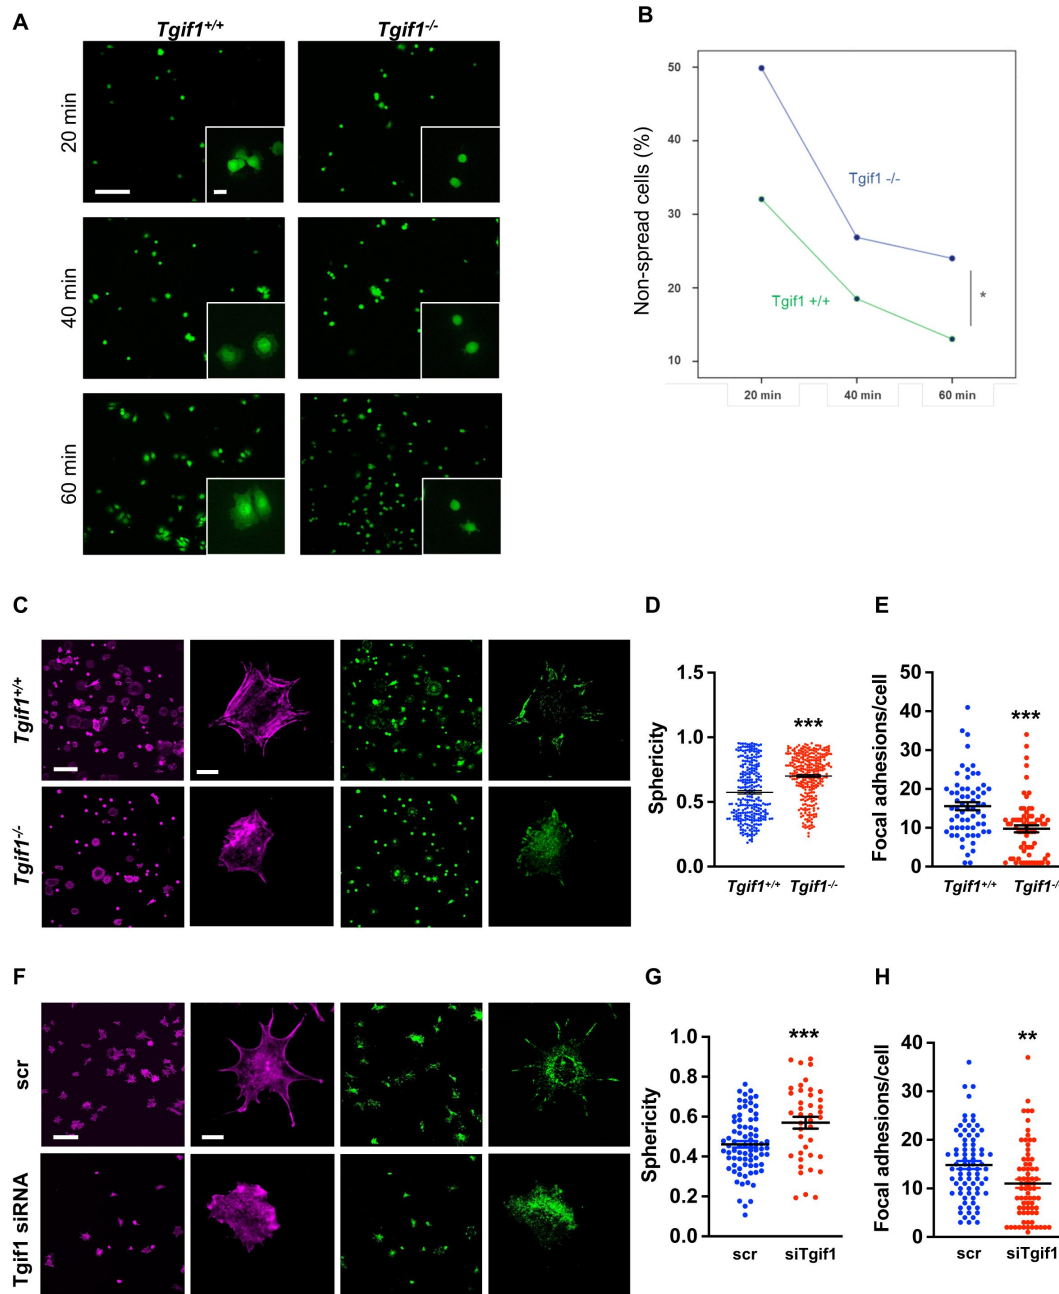 A
Tgif1+/+
Tgif1-/-
20 min
40 min
60 min
B
Non-spread cells (%)
50
40
30
20
10
Tgif1 -/-
Tgif1 +/+
*
20 min
40 min
60 min
C
Tgif1+/+
Tgif1-/-
D
Sphericity
1.5
1.0
0.5
0.0
***
Tgif1+/+
Tgif1-/-
E
Focal adhesions/cell
50
40
30
20
10
0
***
Tgif1+/+
Tgif1-/-
F
scr
Tgif1 siRNA
G
Sphericity
1.0
0.8
0.6
0.4
0.2
0.0
***
scr
siTgif1
H
Focal adhesions/cell
40
30
20
10
0
**
scr
siTgif1